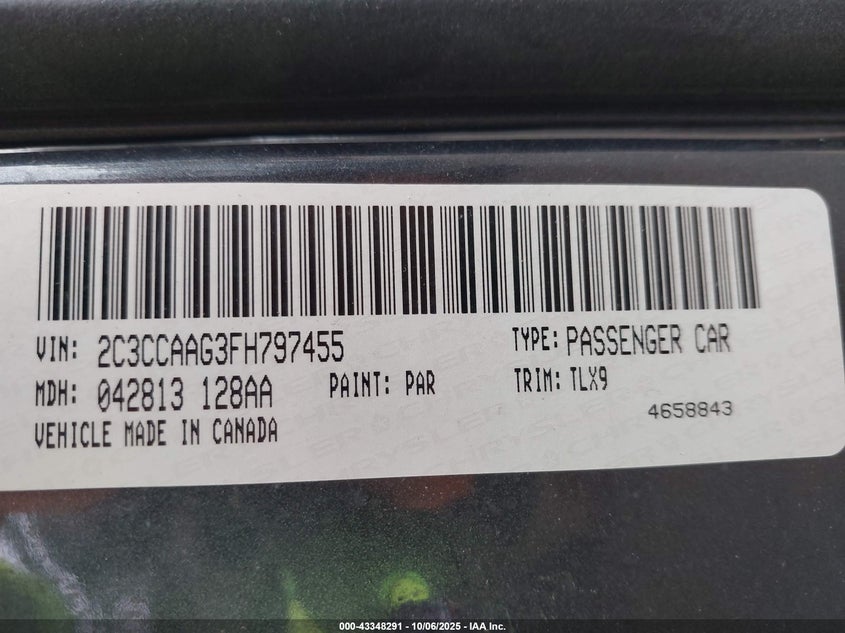 VIN: 2C3CCAAG3FH797455 TYPE: PASSENGER CAR
MDH: 042813 128AA PAINT: PAR TRIM: TLX9
4658843
VEHICLE MADE IN CANADA
CHRYSLER
000-43348291 - 10/06/2025 - IAA Inc.